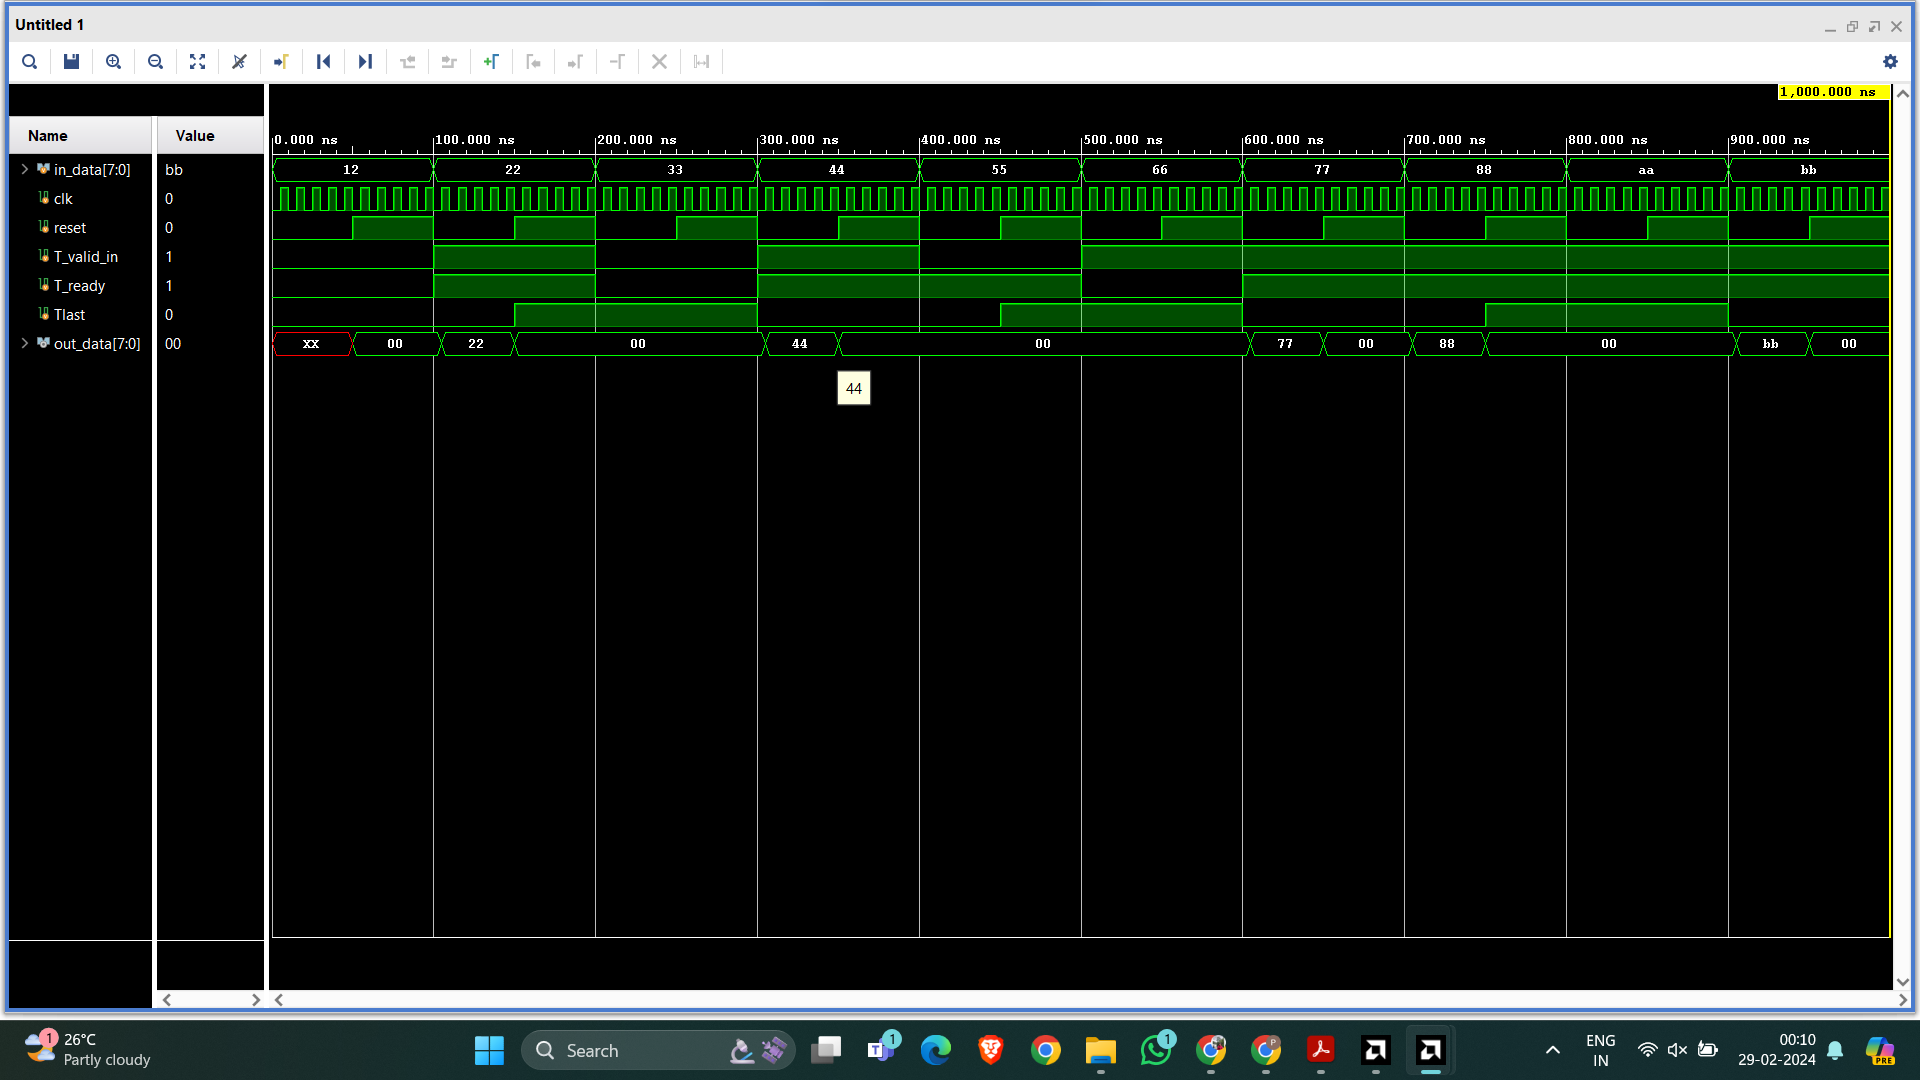 Untitled 1
1,000.000 ns
Name Value
0.000 ns 100.000 ns 200.000 ns 300.000 ns 400.000 ns 500.000 ns 600.000 ns 700.000 ns 800.000 ns 900.000 ns
in_data[7:0] bb 12 22 33 44 55 66 77 88 aa bb
clk 0
reset 0
T_valid_in 1
T_ready 1
Tlast 0
out_data[7:0] 00 XX 00 22 00 44 00 77 00 88 00 bb 00
44
1 26°C
Partly cloudy
Search
T 1
1
P
ENG
IN
00:10
29-02-2024
PRE